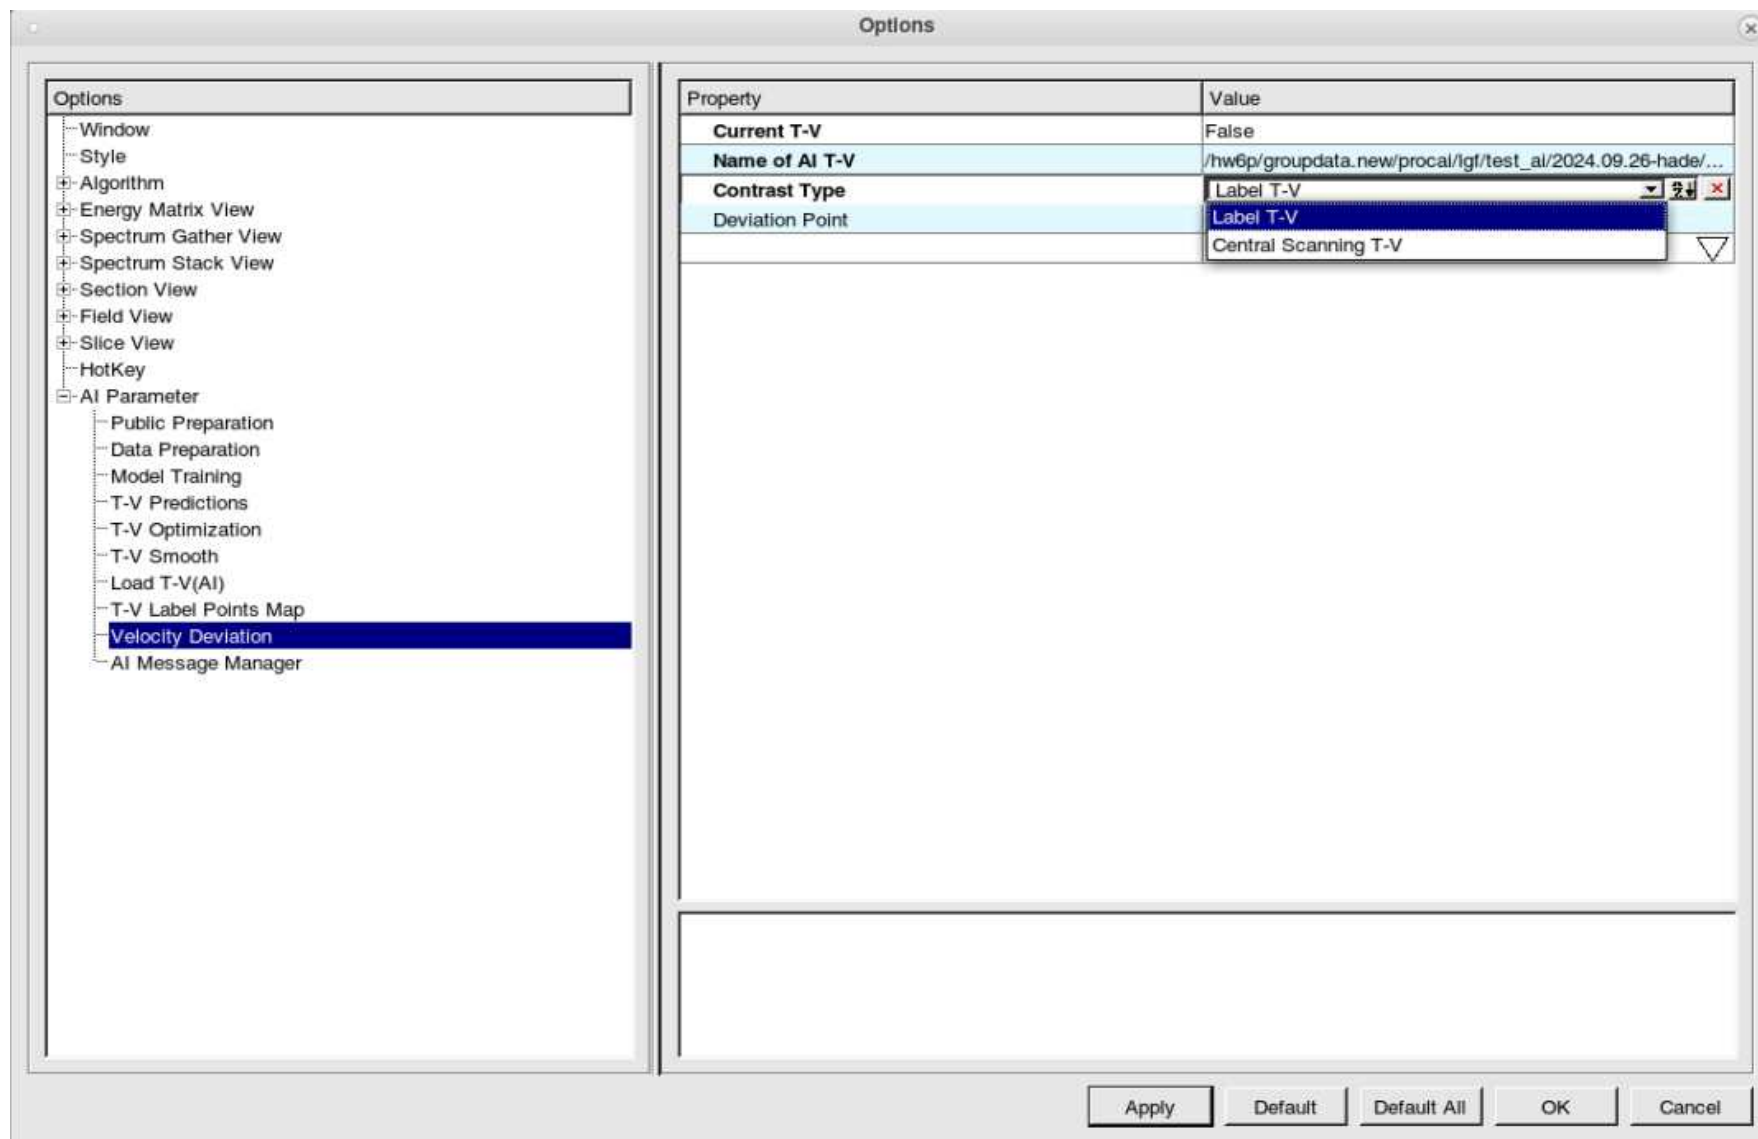 Options
Options
Window
Style
Algorithm
Energy Matrix View
Spectrum Gather View
Spectrum Stack View
Section View
Field View
Slice View
HotKey
AI Parameter
Public Preparation
Data Preparation
Model Training
T-V Predictions
T-V Optimization
T-V Smooth
Load T-V(AI)
T-V Label Points Map
Velocity Deviation
AI Message Manager
Property Value
Current T-V False
Name of AI T-V /hw6p/groupdata.new/procai/lgf/test_ai/2024.09.26-hade/...
Contrast Type Label T-V
Deviation Point Label T-V
Central Scanning T-V
Apply Default Default All OK Cancel